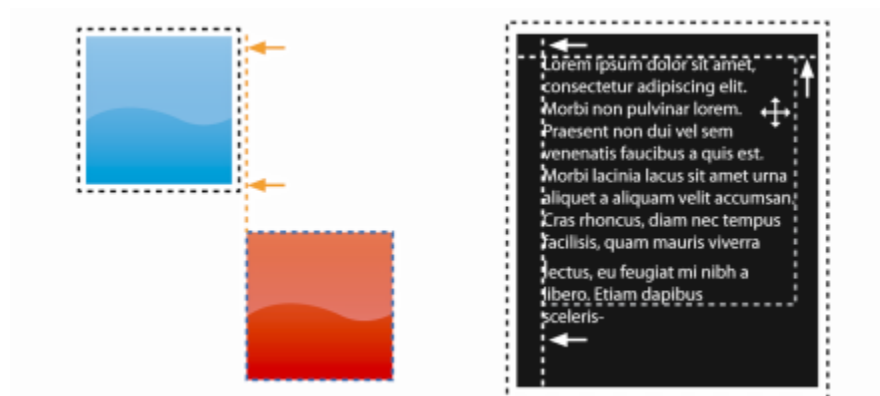 Lorem ipsum dolor sit amet,
consectetur adipiscing elit.
Morbi non pulvinar lorem.
Praesent non dui vel sem
venenatis faucibus a quis est.
Morbi lacinia lacus sit amet urna
aliquet a aliquam velit accumsan.
Cras rhoncus, diam nec tempus
facilisis, quam mauris viverra
lectus, eu feugiat mi nibh a
libero. Etiam dapibus
sceleris-